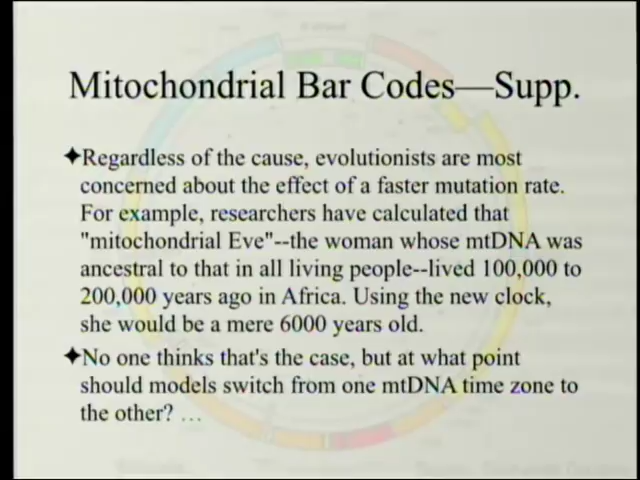 Mitochondrial Bar Codes—Supp.
✦Regardless of the cause, evolutionists are most
concerned about the effect of a faster mutation rate.
For example, researchers have calculated that
"mitochondrial Eve"--the woman whose mtDNA was
ancestral to that in all living people--lived 100,000 to
200,000 years ago in Africa. Using the new clock,
she would be a mere 6000 years old.
✦No one thinks that's the case, but at what point
should models switch from one mtDNA time zone to
the other? …